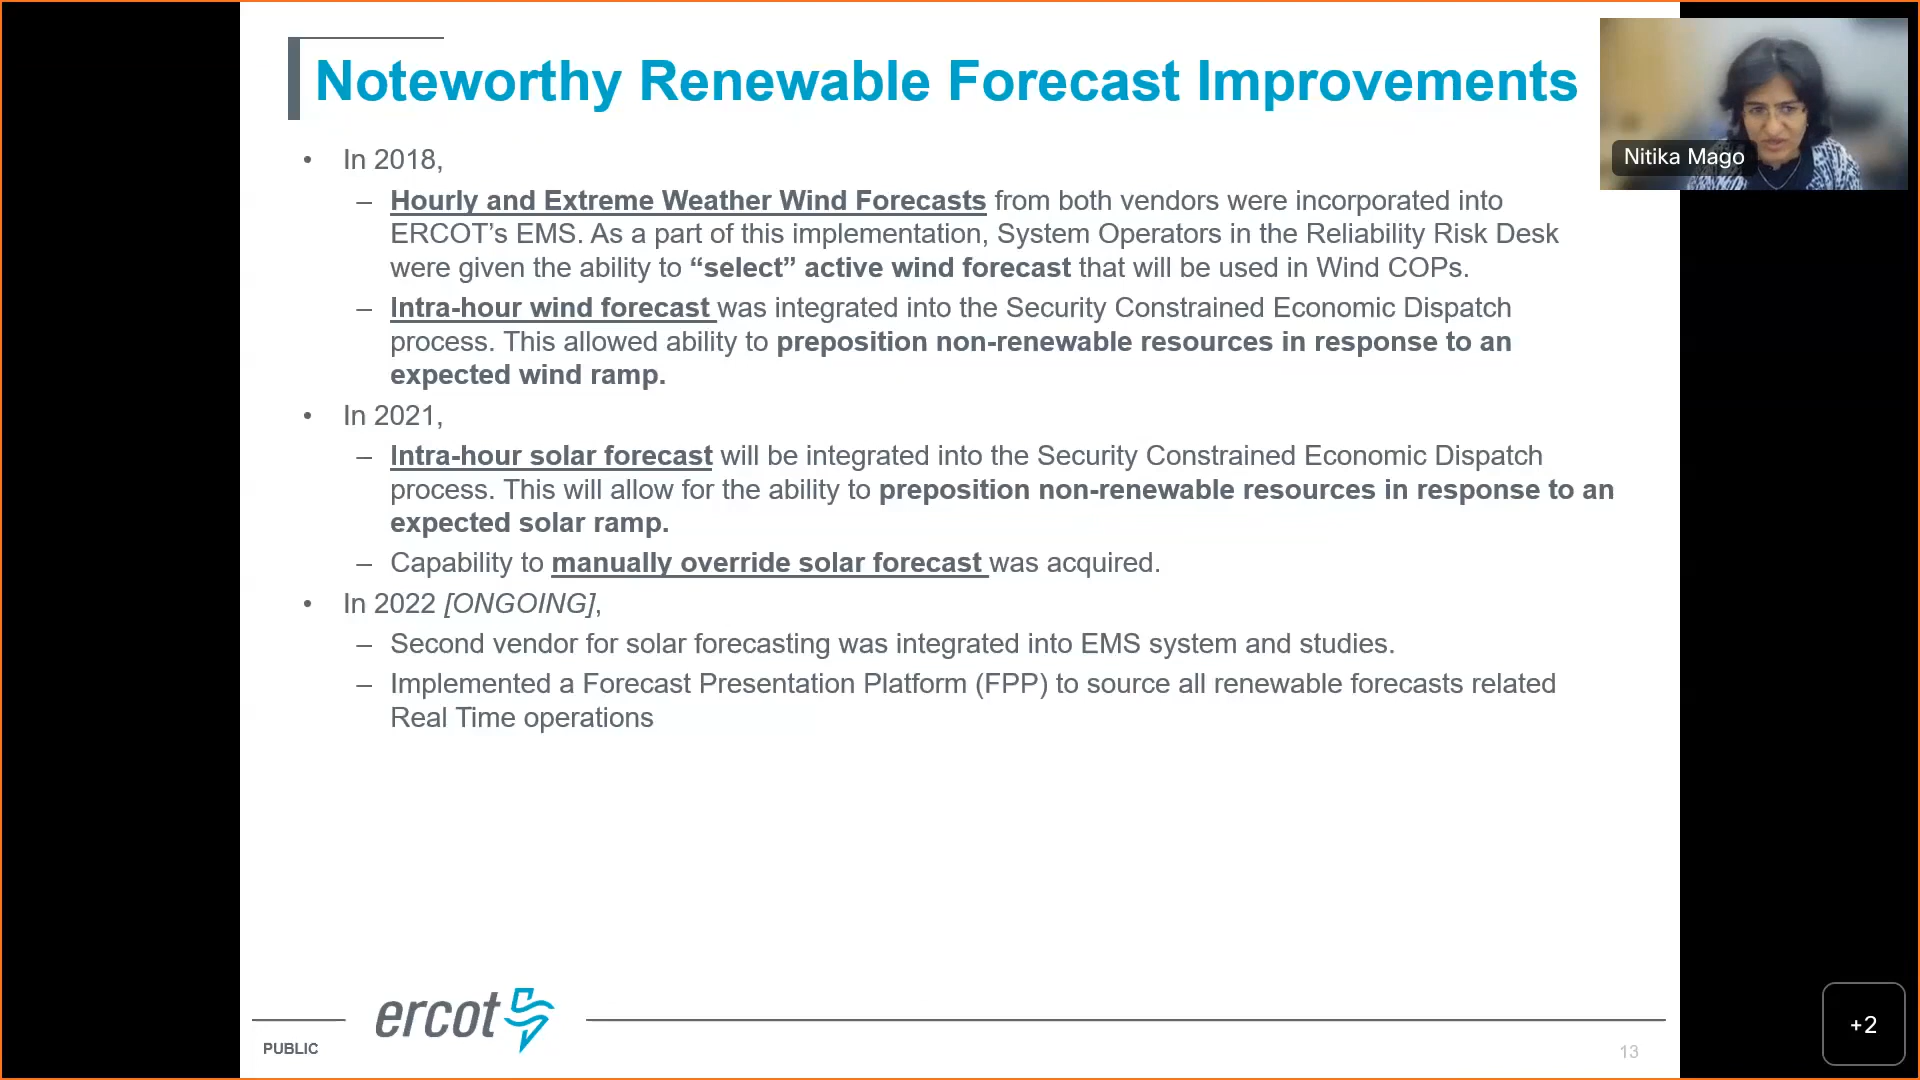 Noteworthy Renewable Forecast Improvements
Nitika Mago
• In 2018,
– Hourly and Extreme Weather Wind Forecasts from both vendors were incorporated into
ERCOT’s EMS. As a part of this implementation, System Operators in the Reliability Risk Desk
were given the ability to “select” active wind forecast that will be used in Wind COPs.
– Intra-hour wind forecast was integrated into the Security Constrained Economic Dispatch
process. This allowed ability to preposition non-renewable resources in response to an
expected wind ramp.
• In 2021,
– Intra-hour solar forecast will be integrated into the Security Constrained Economic Dispatch
process. This will allow for the ability to preposition non-renewable resources in response to an
expected solar ramp.
– Capability to manually override solar forecast was acquired.
• In 2022 [ONGOING],
– Second vendor for solar forecasting was integrated into EMS system and studies.
– Implemented a Forecast Presentation Platform (FPP) to source all renewable forecasts related
Real Time operations
ercot
PUBLIC
13
+2